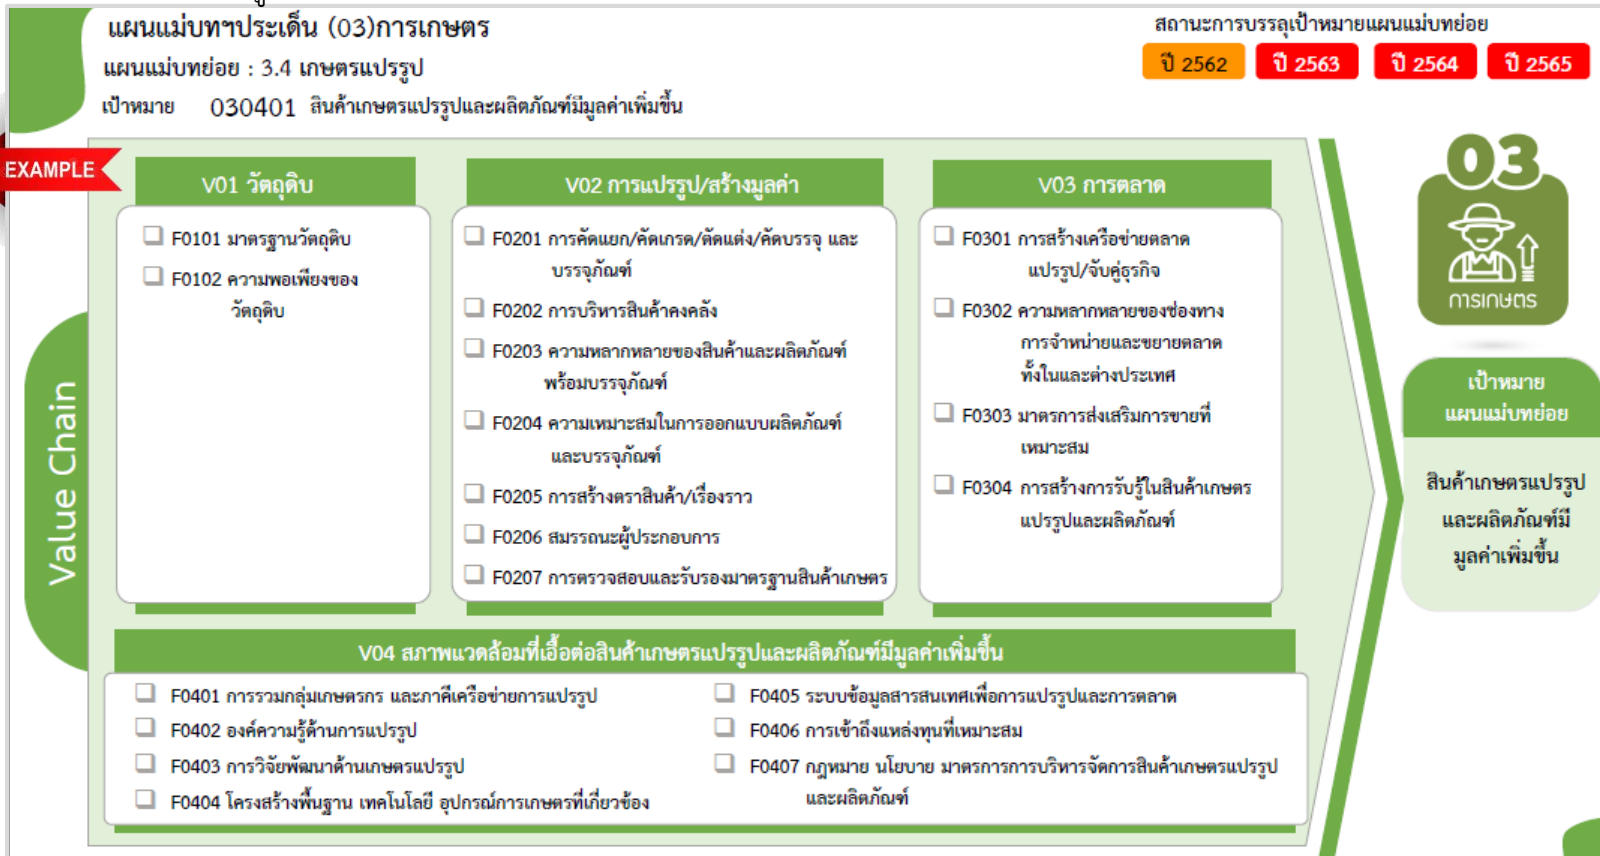 แผนแม่บทฯประเด็น (03)การเกษตร
สถานะการบรรลุเป้าหมายแผนแม่บทย่อย
แผนแม่บทย่อย : 3.4 เกษตรแปรรูป
ปี 2562
ปี 2563
ปี 2564
ปี 2565
เป้าหมาย 030401 สินค้าเกษตรแปรรูปและผลิตภัณฑ์มีมูลค่าเพิ่มขึ้น
EXAMPLE
Value Chain
V01 วัตถุดิบ
F0101 มาตรฐานวัตถุดิบ
F0102 ความพอเพียงของ
วัตถุดิบ
V02 การแปรรูป/สร้างมูลค่า
F0201 การคัดแยก/คัดเกรด/ตัดแต่ง/คัดบรรจุ และ
บรรจุภัณฑ์
F0202 การบริหารสินค้าคงคลัง
F0203 ความหลากหลายของสินค้าและผลิตภัณฑ์
พร้อมบรรจุภัณฑ์
F0204 ความเหมาะสมในการออกแบบผลิตภัณฑ์
และบรรจุภัณฑ์
F0205 การสร้างตราสินค้า/เรื่องราว
F0206 สมรรถนะผู้ประกอบการ
F0207 การตรวจสอบและรับรองมาตรฐานสินค้าเกษตร
V03 การตลาด
F0301 การสร้างเครือข่ายตลาด
แปรรูป/จับคู่ธุรกิจ
F0302 ความหลากหลายของช่องทาง
การจำหน่ายและขยายตลาด
ทั้งในและต่างประเทศ
F0303 มาตรการส่งเสริมการขายที่
เหมาะสม
F0304 การสร้างการรับรู้ในสินค้าเกษตร
แปรรูปและผลิตภัณฑ์
V04 สภาพแวดล้อมที่เอื้อต่อสินค้าเกษตรแปรรูปและผลิตภัณฑ์มีมูลค่าเพิ่มขึ้น
F0401 การรวมกลุ่มเกษตรกร และภาคีเครือข่ายการแปรรูป
F0402 องค์ความรู้ด้านการแปรรูป
F0403 การวิจัยพัฒนาด้านเกษตรแปรรูป
F0404 โครงสร้างพื้นฐาน เทคโนโลยี อุปกรณ์การเกษตรที่เกี่ยวข้อง
F0405 ระบบข้อมูลสารสนเทศเพื่อการแปรรูปและการตลาด
F0406 การเข้าถึงแหล่งทุนที่เหมาะสม
F0407 กฎหมาย นโยบาย มาตรการการบริหารจัดการสินค้าเกษตรแปรรูป
และผลิตภัณฑ์
03
การเกษตร
เป้าหมาย
แผนแม่บทย่อย
สินค้าเกษตรแปรรูป
และผลิตภัณฑ์มี
มูลค่าเพิ่มขึ้น